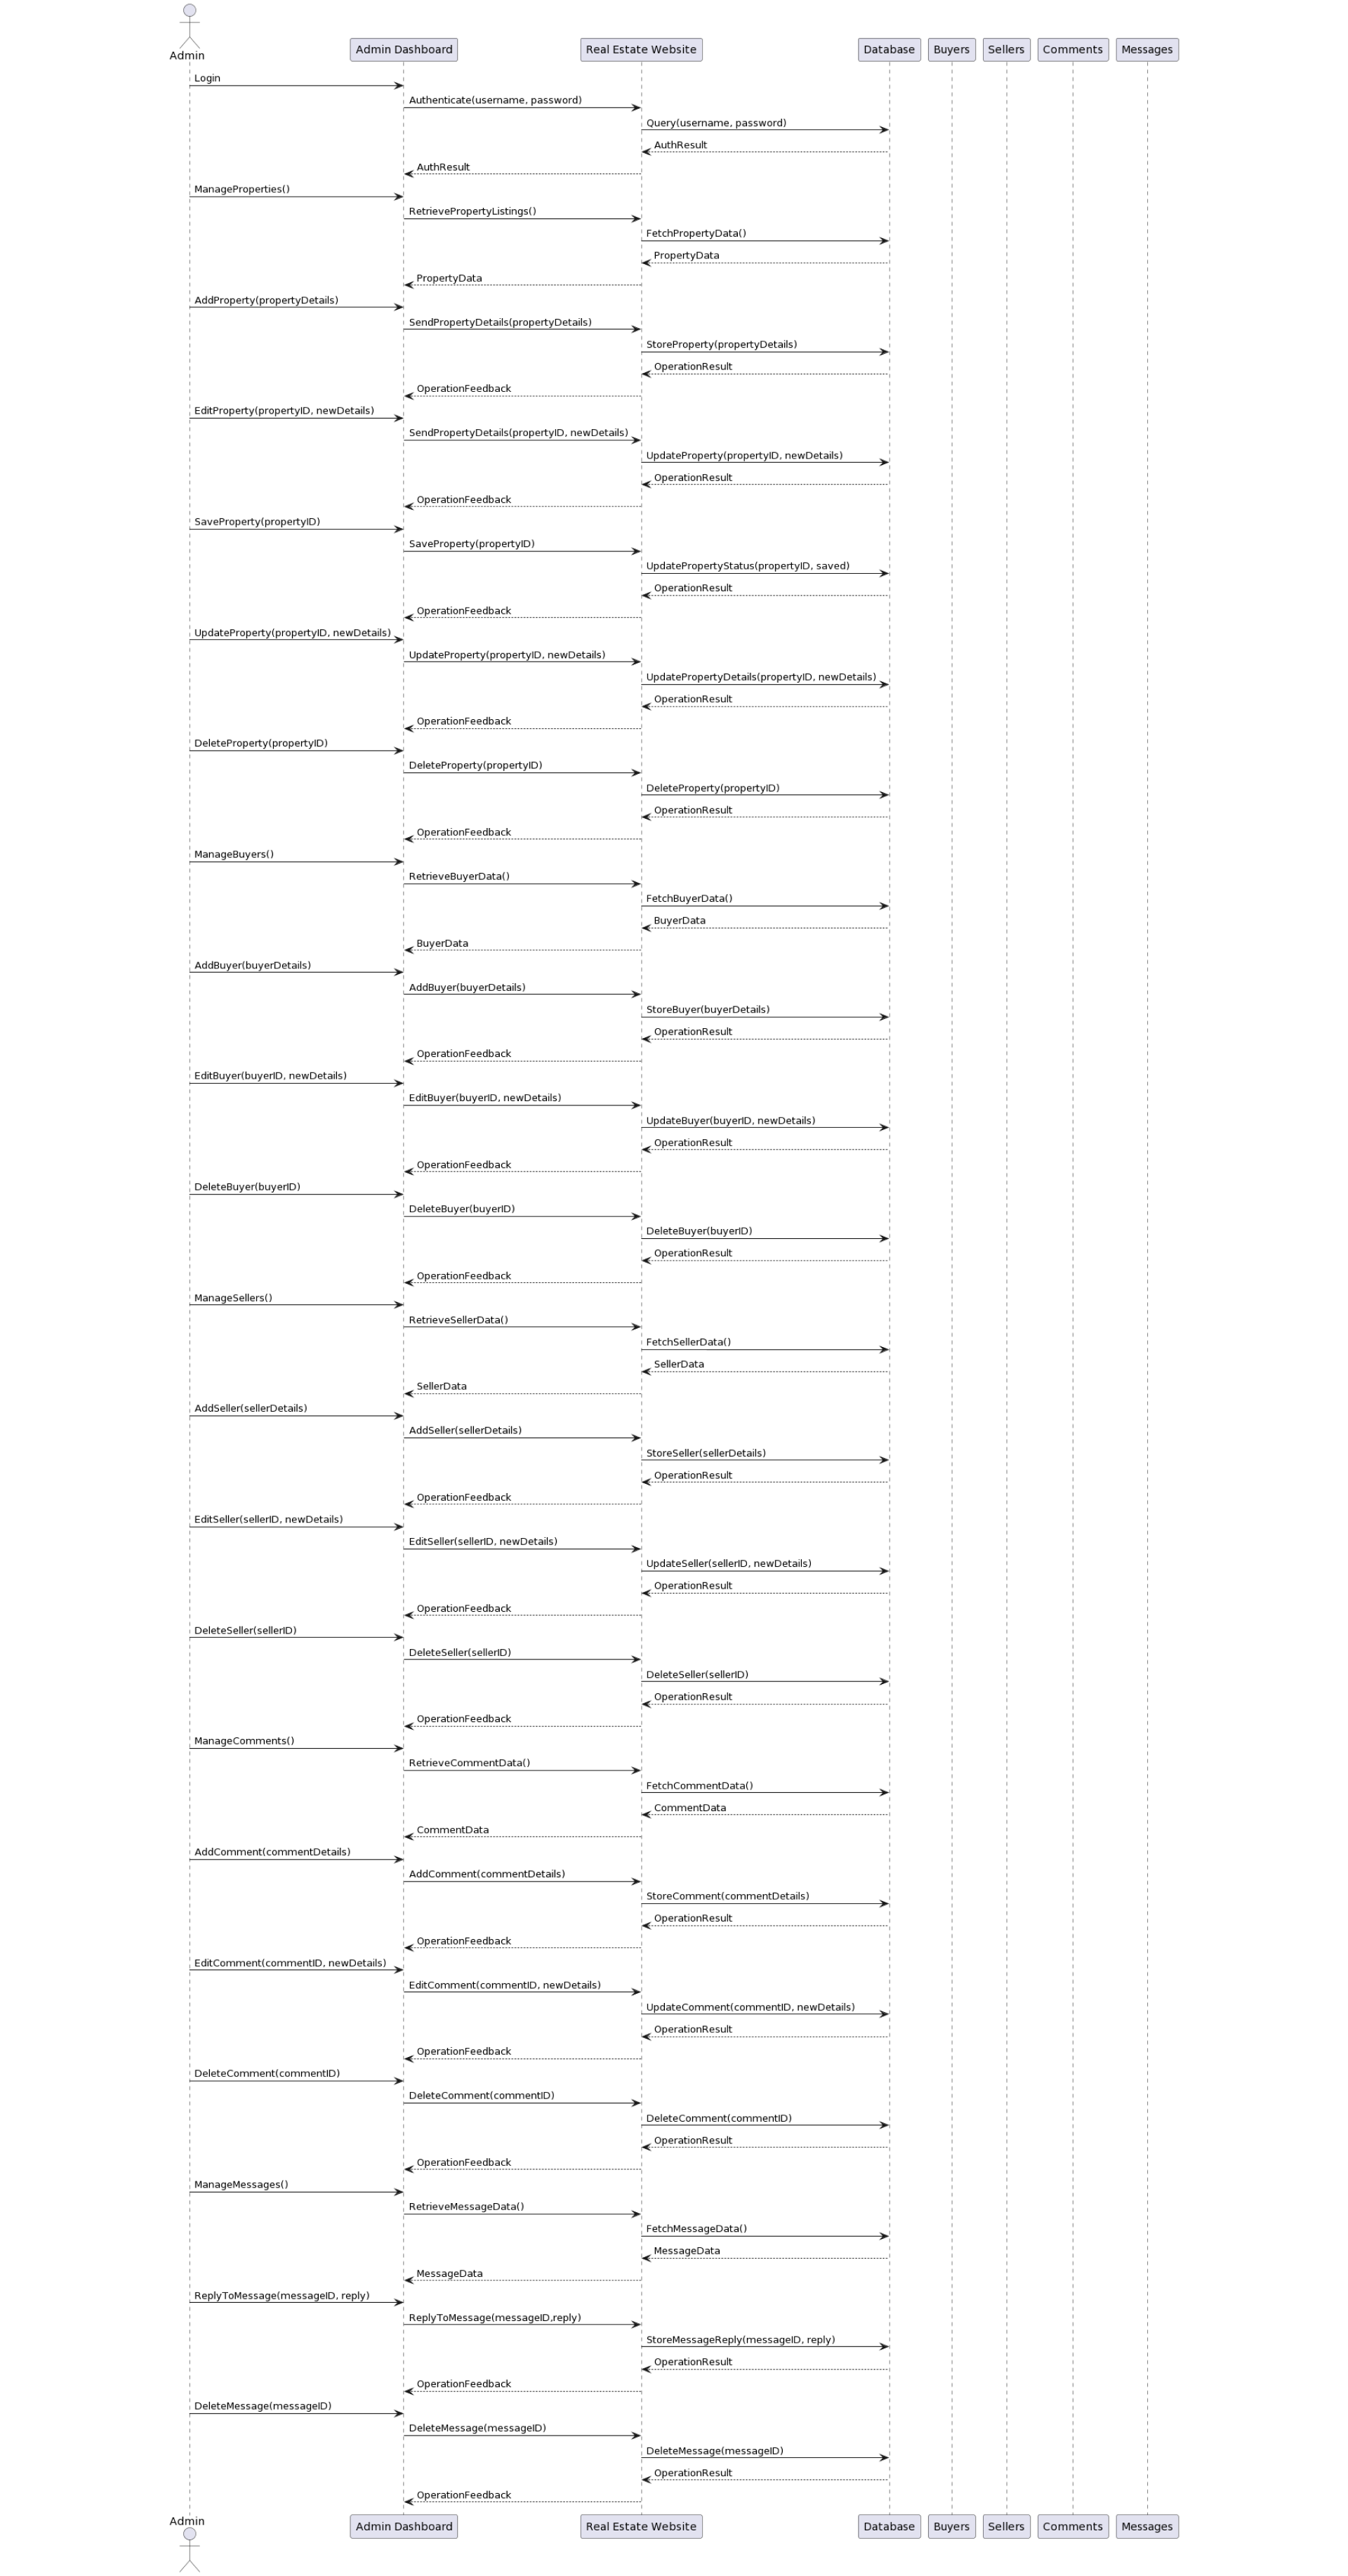 Admin
Admin Dashboard
Real Estate Website
Database
Buyers
Sellers
Comments
Messages
Login
Authenticate(username, password)
Query(username, password)
AuthResult
AuthResult
ManageProperties()
RetrievePropertyListings()
FetchPropertyData()
PropertyData
PropertyData
AddProperty(propertyDetails)
SendPropertyDetails(propertyDetails)
StoreProperty(propertyDetails)
OperationResult
OperationFeedback
EditProperty(propertyID, newDetails)
SendPropertyDetails(propertyID, newDetails)
UpdateProperty(propertyID, newDetails)
OperationResult
OperationFeedback
SaveProperty(propertyID)
SaveProperty(propertyID)
UpdatePropertyStatus(propertyID, saved)
OperationResult
OperationFeedback
UpdateProperty(propertyID, newDetails)
UpdateProperty(propertyID, newDetails)
UpdatePropertyDetails(propertyID, newDetails)
OperationResult
OperationFeedback
DeleteProperty(propertyID)
DeleteProperty(propertyID)
DeleteProperty(propertyID)
OperationResult
OperationFeedback
ManageBuyers()
RetrieveBuyerData()
FetchBuyerData()
BuyerData
BuyerData
AddBuyer(buyerDetails)
AddBuyer(buyerDetails)
StoreBuyer(buyerDetails)
OperationResult
OperationFeedback
EditBuyer(buyerID, newDetails)
EditBuyer(buyerID, newDetails)
UpdateBuyer(buyerID, newDetails)
OperationResult
OperationFeedback
DeleteBuyer(buyerID)
DeleteBuyer(buyerID)
DeleteBuyer(buyerID)
OperationResult
OperationFeedback
ManageSellers()
RetrieveSellerData()
FetchSellerData()
SellerData
SellerData
AddSeller(sellerDetails)
AddSeller(sellerDetails)
StoreSeller(sellerDetails)
OperationResult
OperationFeedback
EditSeller(sellerID, newDetails)
EditSeller(sellerID, newDetails)
UpdateSeller(sellerID, newDetails)
OperationResult
OperationFeedback
DeleteSeller(sellerID)
DeleteSeller(sellerID)
DeleteSeller(sellerID)
OperationResult
OperationFeedback
ManageComments()
RetrieveCommentData()
FetchCommentData()
CommentData
CommentData
AddComment(commentDetails)
AddComment(commentDetails)
StoreComment(commentDetails)
OperationResult
OperationFeedback
EditComment(commentID, newDetails)
EditComment(commentID, newDetails)
UpdateComment(commentID, newDetails)
OperationResult
OperationFeedback
DeleteComment(commentID)
DeleteComment(commentID)
DeleteComment(commentID)
OperationResult
OperationFeedback
ManageMessages()
RetrieveMessageData()
FetchMessageData()
MessageData
MessageData
ReplyToMessage(messageID, reply)
ReplyToMessage(messageID,reply)
StoreMessageReply(messageID, reply)
OperationResult
OperationFeedback
DeleteMessage(messageID)
DeleteMessage(messageID)
DeleteMessage(messageID)
OperationResult
OperationFeedback
Admin
Admin Dashboard
Real Estate Website
Database
Buyers
Sellers
Comments
Messages